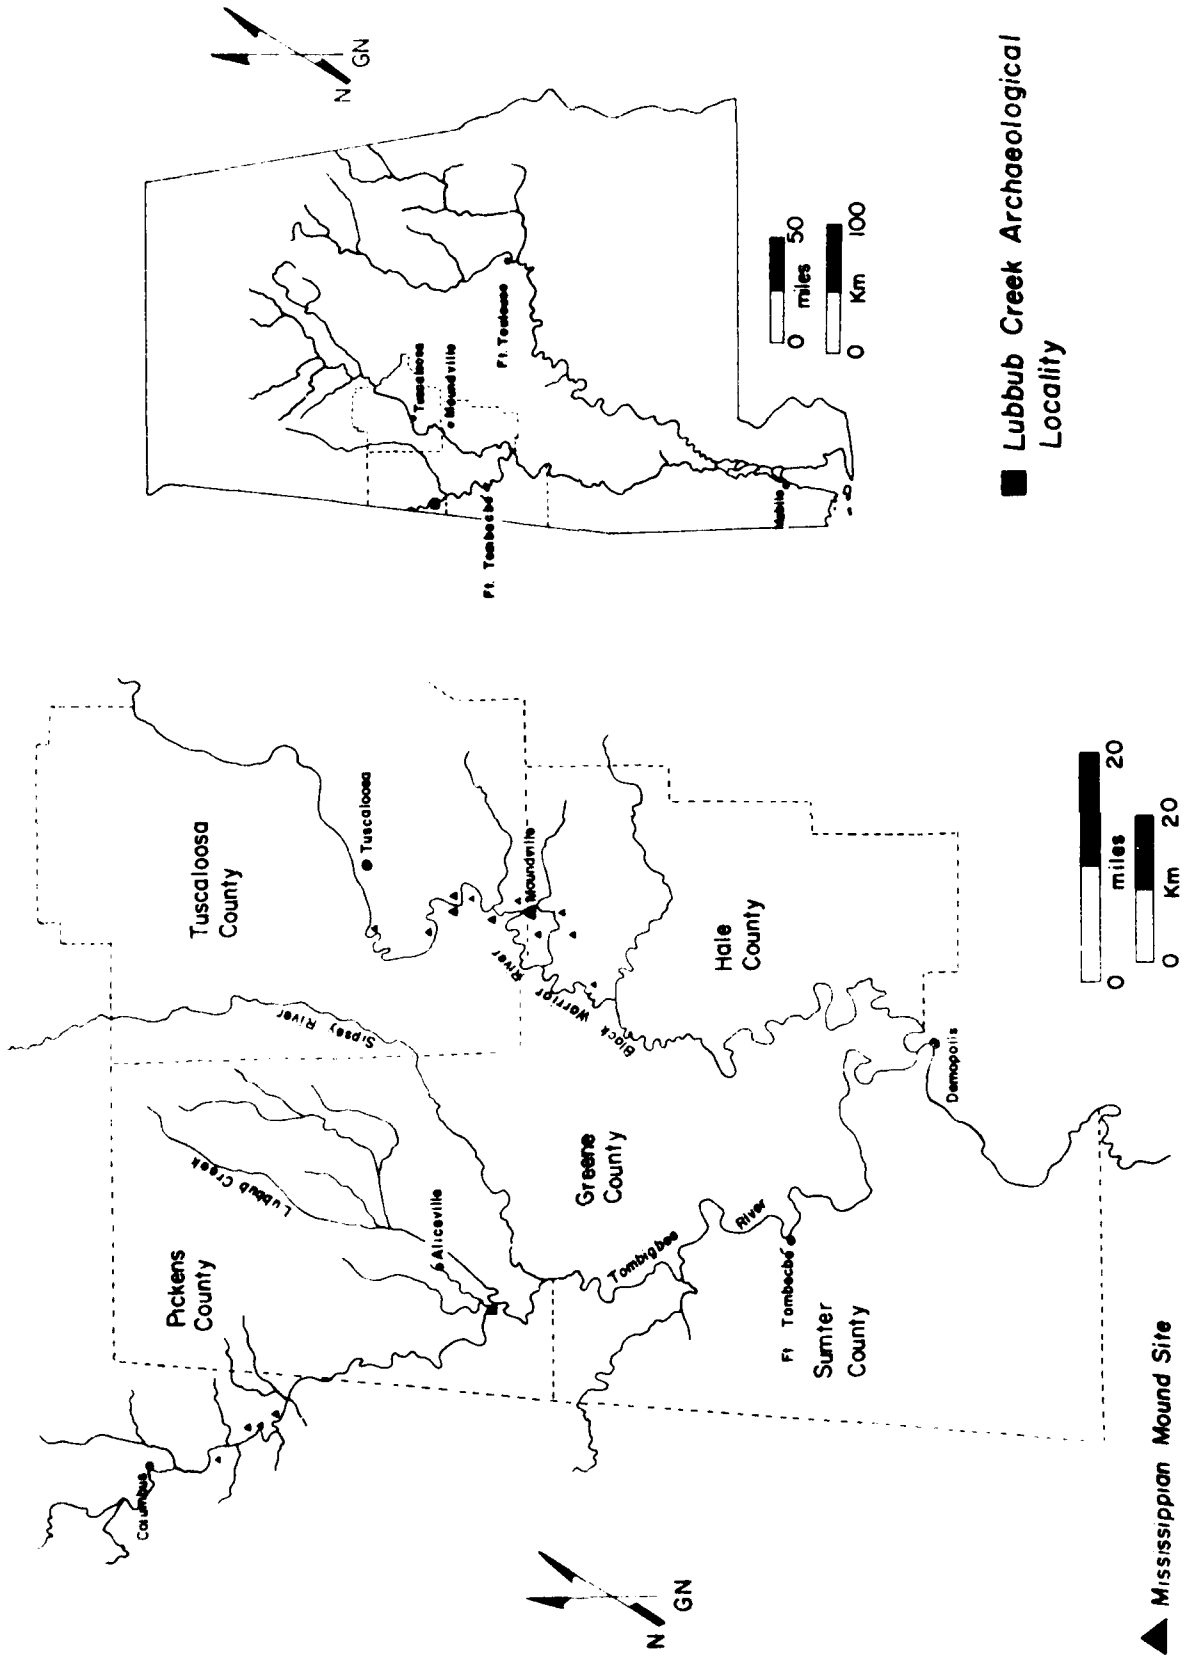 Columbus
Pickens
County
Lubbub Creek
Aliceville
Sipsey River
Tuscaloosa
County
Tuscaloosa
Moundville
Black Warrior River
Greene
County
Hale
County
Tombigbee River
Ft Tombecbé
Sumter
County
Demopolis
N
GN
0 20
miles
0 20
Km
▲ Mississippian Mound Site
N
GN
Tuscaloosa
Moundville
Ft. Toulouse
Ft. Tombecbé
Mobile
0 50
miles
0 100
Km
■ Lubbub Creek Archaeological
Locality